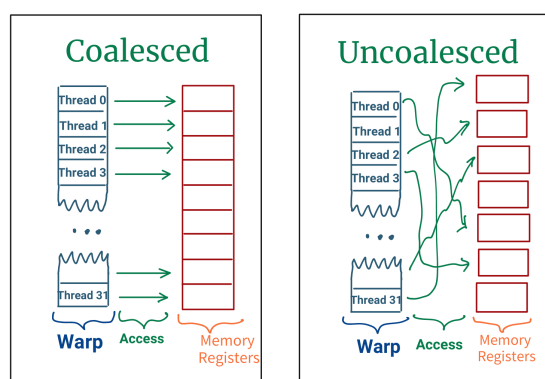 Coalesced
Thread 0
Thread 1
Thread 2
Thread 3
Thread 31
Warp
Access
Memory
Registers
Uncoalesced
Thread 0
Thread 1
Thread 2
Thread 3
Thread 31
Warp
Access
Memory
Registers